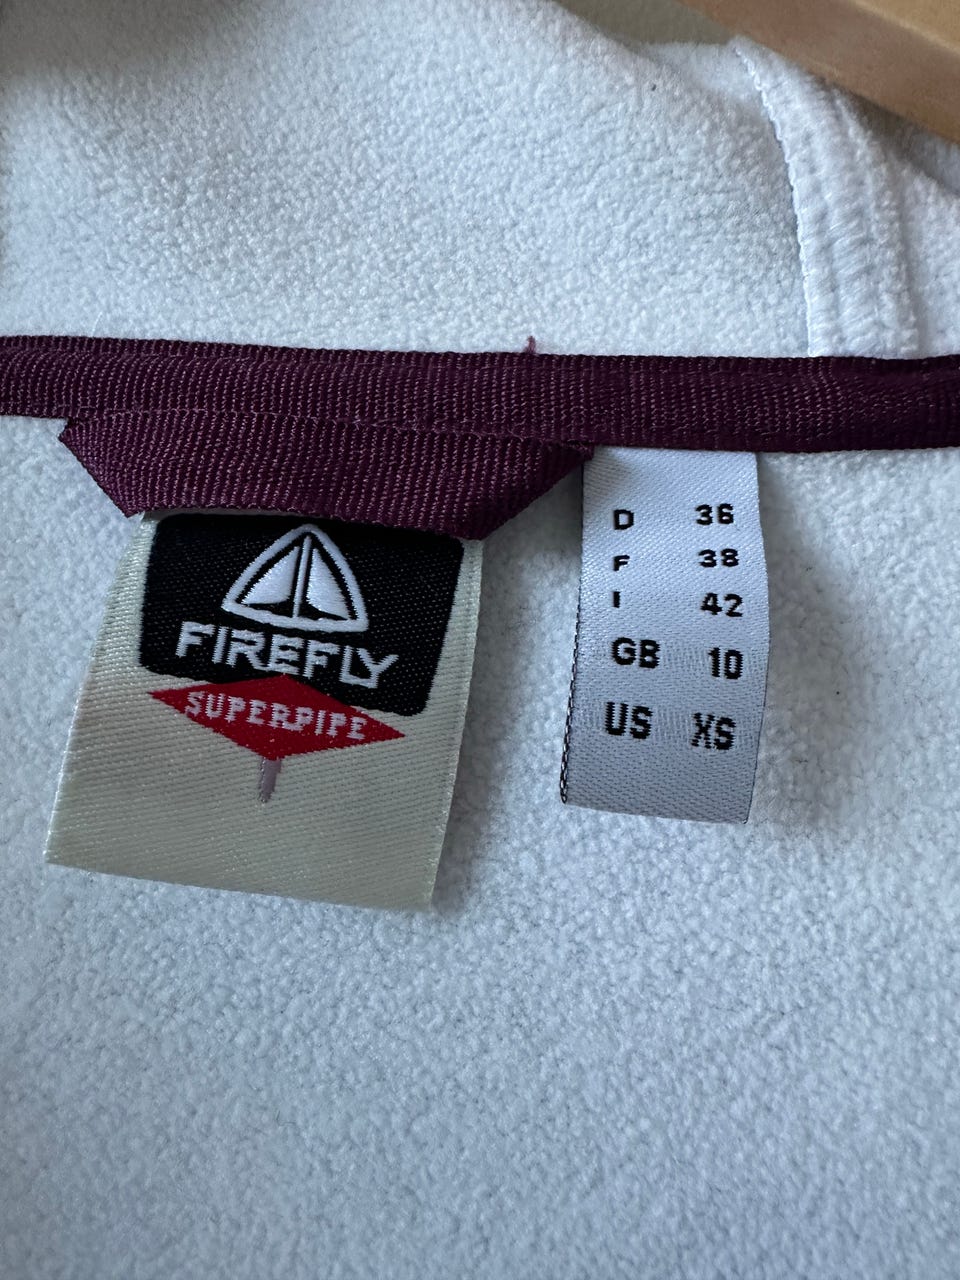 FIREFLY
SUPERPIPE
D 36
F 38
I 42
GB 10
US XS